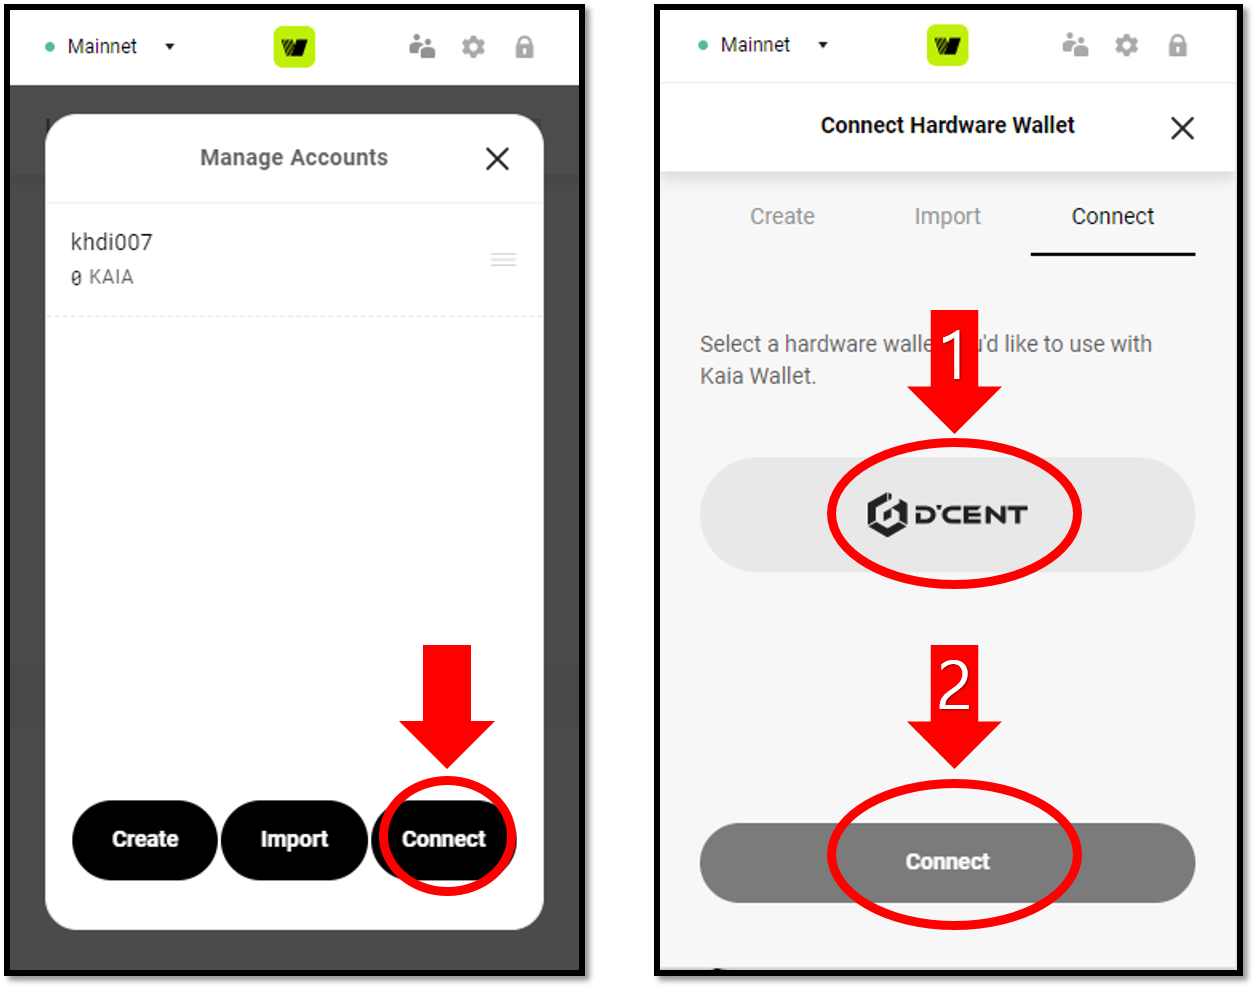 Mainnet
Manage Accounts
khdi007
0 KAIA
Create
Import
Connect
Mainnet
Connect Hardware Wallet
Create
Import
Connect
Select a hardware walle 'd like to use with
Kaia Wallet.
1
D'CENT
2
Connect